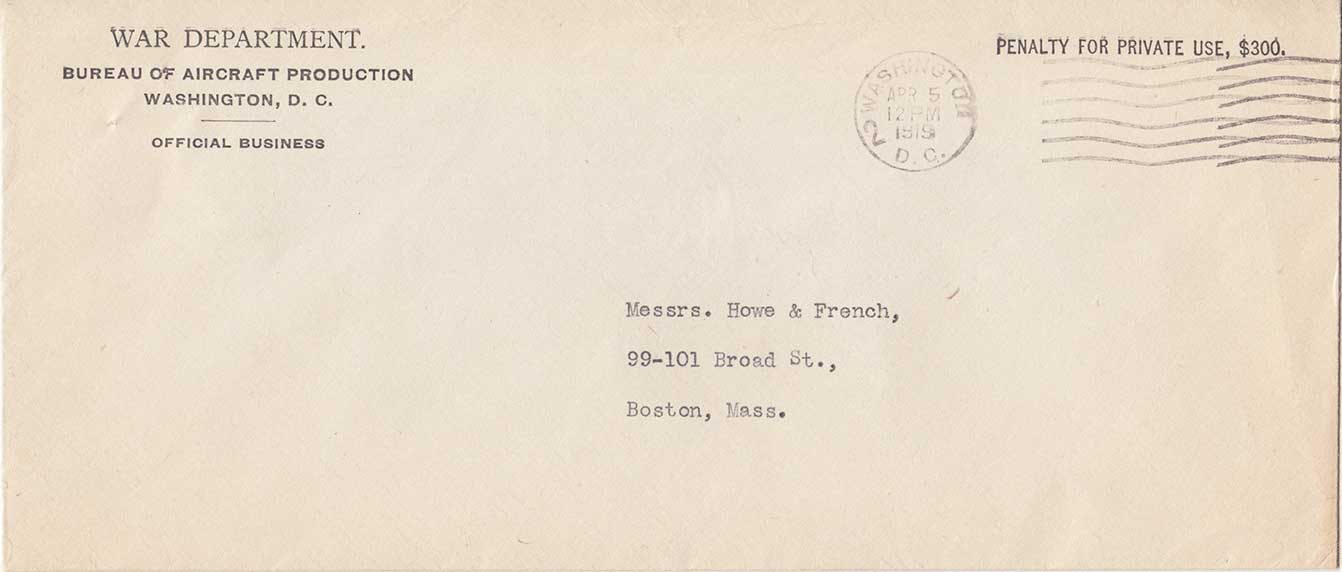 WAR DEPARTMENT.
BUREAU OF AIRCRAFT PRODUCTION
WASHINGTON, D. C.
OFFICIAL BUSINESS
PENALTY FOR PRIVATE USE, $300.
WASHINGTON
2
APR 5
12 PM
1919
D. C.
Messrs. Howe & French,
99-101 Broad St.,
Boston, Mass.